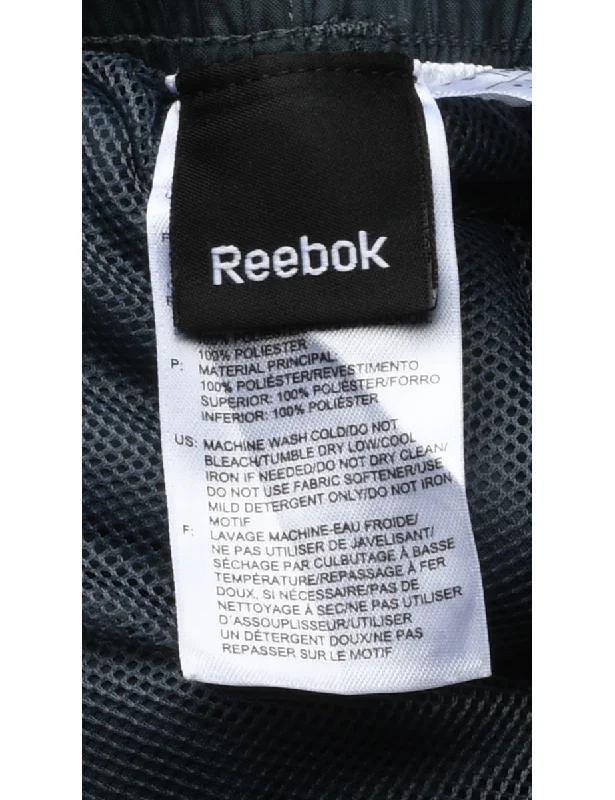 Reebok
100% POLIÉSTER
P: MATERIAL PRINCIPAL:
100% POLIÉSTER/REVESTIMENTO
SUPERIOR: 100% POLIÉSTER/FORRO
INFERIOR: 100% POLIÉSTER
US: MACHINE WASH COLD/DO NOT
BLEACH/TUMBLE DRY LOW/COOL
IRON IF NEEDED/DO NOT DRY CLEAN/
DO NOT USE FABRIC SOFTENER/USE
MILD DETERGENT ONLY/DO NOT IRON
MOTIF
F: LAVAGE MACHINE-EAU FROIDE/
NE PAS UTILISER DE JAVELISANT/
SÉCHAGE PAR CULBUTAGE À BASSE
TEMPÉRATURE/REPASSAGE À FER
DOUX, SI NÉCESSAIRE/PAS DE
NETTOYAGE À SEC/NE PAS UTILISER
D'ASSOUPLISSEUR/UTILISER
UN DÉTERGENT DOUX/NE PAS
REPASSER SUR LE MOTIF